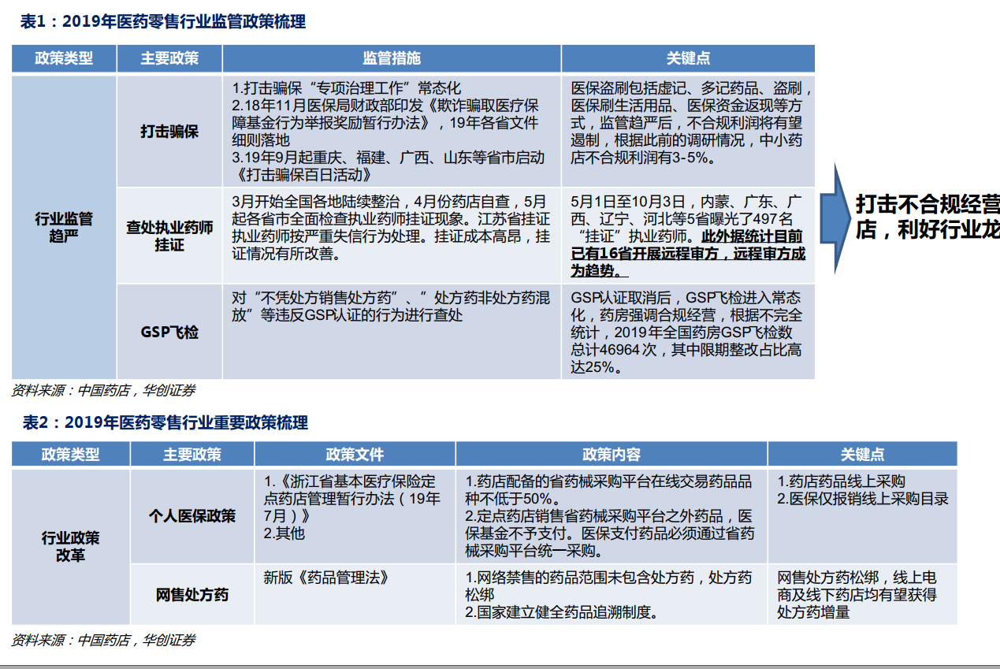 表1：2019年医药零售行业监管政策梳理
政策类型
主要政策
监管措施
关键点
行业监管
趋严
打击骗保
1.打击骗保“专项治理工作”常态化
2.18年11月医保局财政部印发《欺诈骗取医疗保
障基金行为举报奖励暂行办法》，19年各省文件
细则落地
3.19年9月起重庆、福建、广西、山东等省市启动
《打击骗保百日活动》
医保盗刷包括虚记、多记药品、盗刷，
医保刷生活用品、医保资金返现等方
式，监管趋严后，不合规利润将有望
遏制，根据此前的调研情况，中小药
店不合规利润有3-5%。
查处执业药师
挂证
3月开始全国各地陆续整治，4月份药店自查，5月
起各省市全面检查执业药师挂证现象。江苏省挂证
执业药师按严重失信行为处理。挂证成本高昂，挂
证情况有所改善。
5月1日至10月3日，内蒙、广东、广
西、辽宁、河北等5省曝光了497名
“挂证”执业药师。此外据统计目前
已有16省开展远程审方，远程审方成
为趋势。
GSP飞检
对“不凭处方销售处方药”、”处方药非处方药混
放”等违反GSP认证的行为进行查处
GSP认证取消后，GSP飞检进入常态
化，药房强调合规经营，根据不完全
统计，2019年全国药房GSP飞检数
总计46964次，其中限期整改占比高
达25%。
打击不合规经营
店，利好行业龙
资料来源：中国药店，华创证券
表2：2019年医药零售行业重要政策梳理
政策类型
主要政策
政策文件
政策内容
关键点
行业政策
改革
个人医保政策
1.《浙江省基本医疗保险定
点药店管理暂行办法（19年
7月）》
2.其他
1.药店配备的省药械采购平台在线交易药品品
种不低于50%。
2.定点药店销售省药械采购平台之外药品，医
保基金不予支付。医保支付药品必须通过省药
械采购平台统一采购。
1.药店药品线上采购
2.医保仅报销线上采购目录
网售处方药
新版《药品管理法》
1.网络禁售的药品范围未包含处方药，处方药
松绑
2.国家建立健全药品追溯制度。
网售处方药松绑，线上电
商及线下药店均有望获得
处方药增量
资料来源：中国药店，华创证券